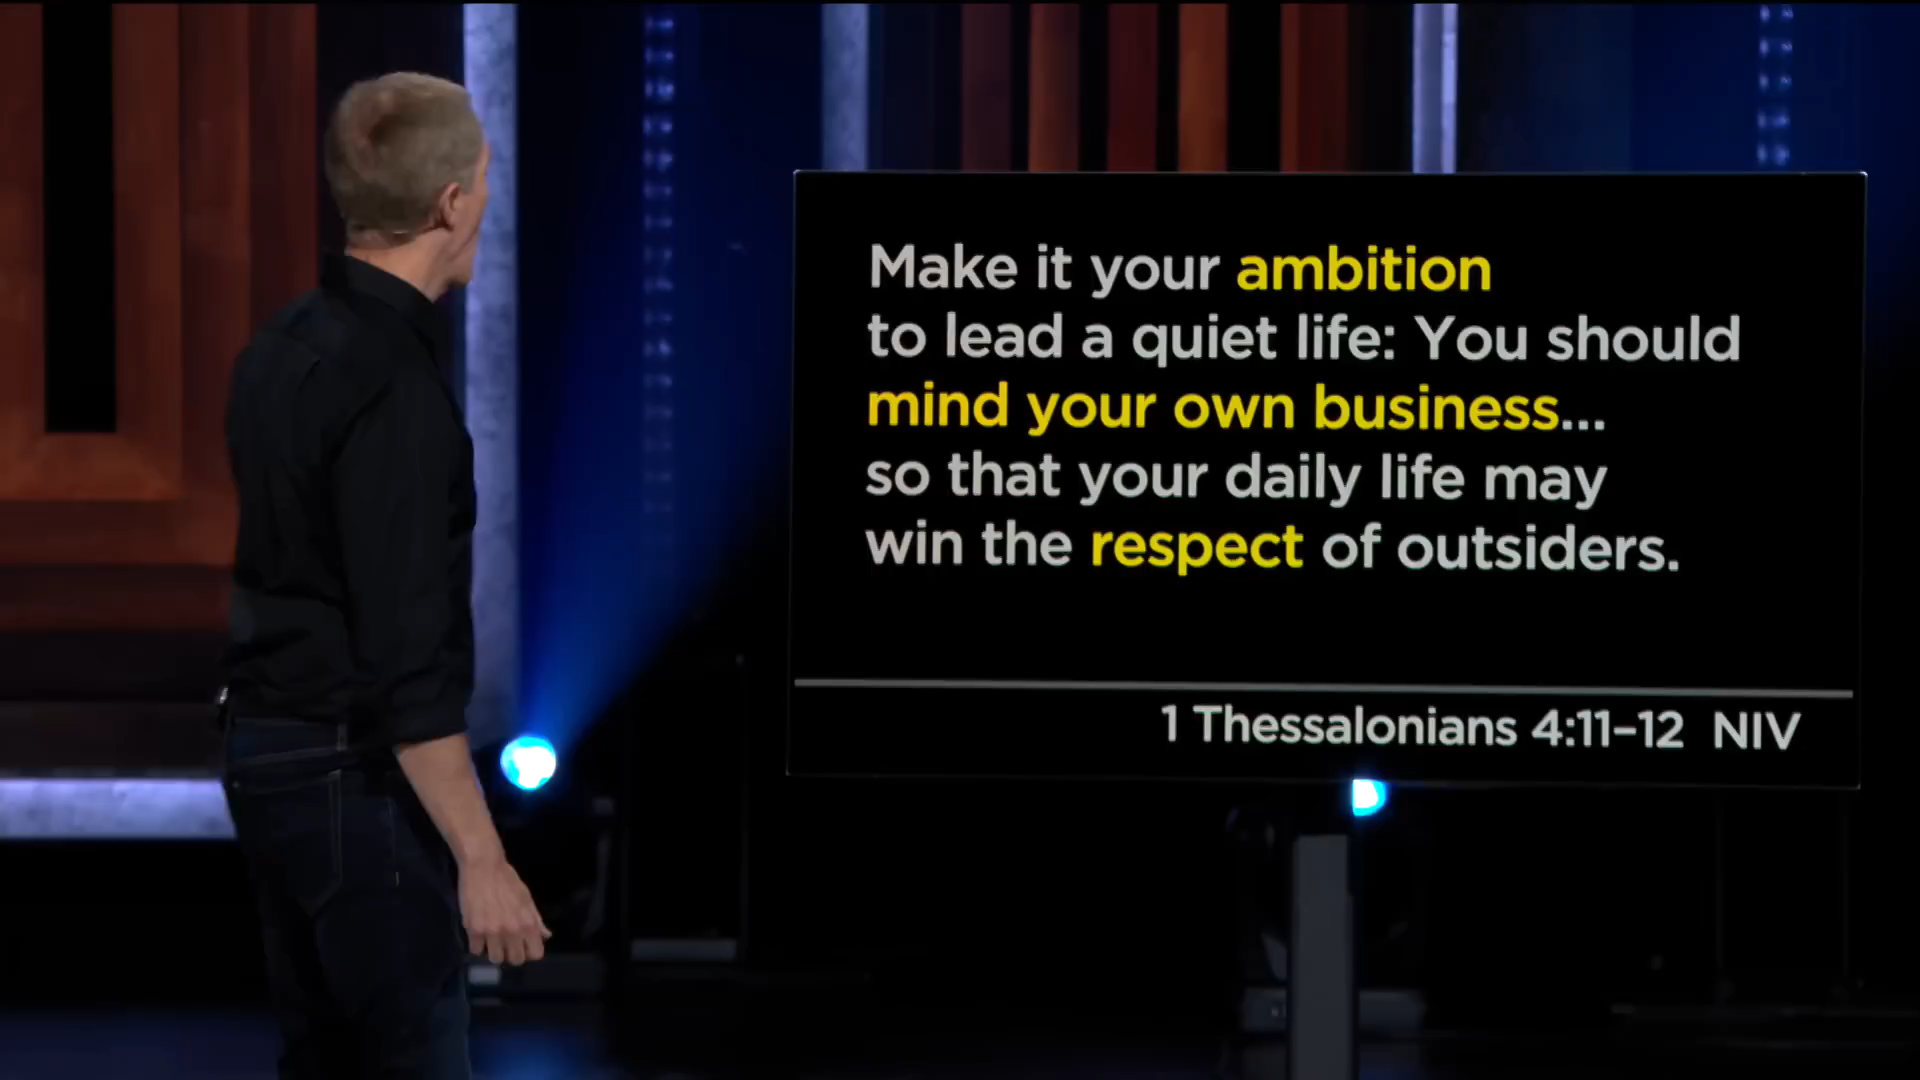 Make it your ambition
to lead a quiet life: You should
mind your own business...
so that your daily life may
win the respect of outsiders.
1 Thessalonians 4:11–12 NIV